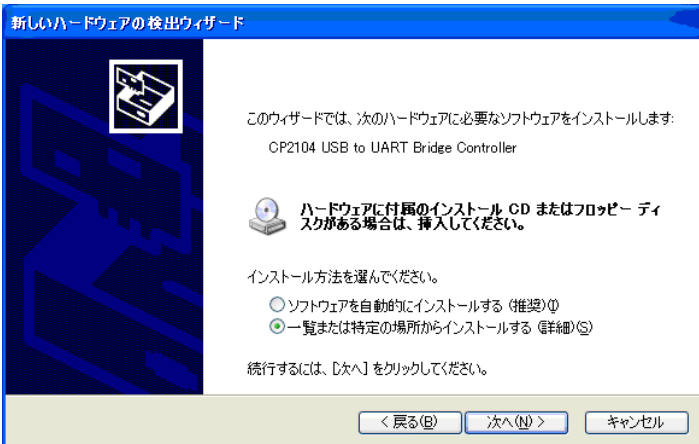 新しいハードウェアの検出ウィザード
このウィザードでは、次のハードウェアに必要なソフトウェアをインストールします:
CP2104 USB to UART Bridge Controller
ハードウェアに付属のインストール CD またはフロッピー ディ
スクがある場合は、挿入してください。
インストール方法を選んでください。
ソフトウェアを自動的にインストールする (推奨)(I)
一覧または特定の場所からインストールする (詳細)(S)
続行するには、[次へ] をクリックしてください。
< 戻る(B) 次へ(N) > キャンセル